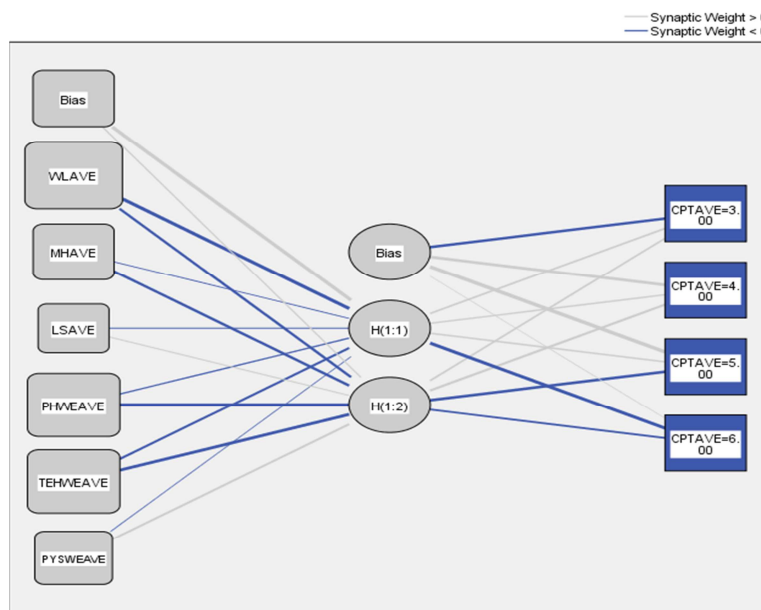 Synaptic Weight >
Synaptic Weight <
Bias
WLAVE
MHAVE
LSAVE
PHWEAVE
TEHWEAVE
PYSWEAVE
Bias
H(1:1)
H(1:2)
CPTAVE=3.
00
CPTAVE=4.
00
CPTAVE=5.
00
CPTAVE=6.
00